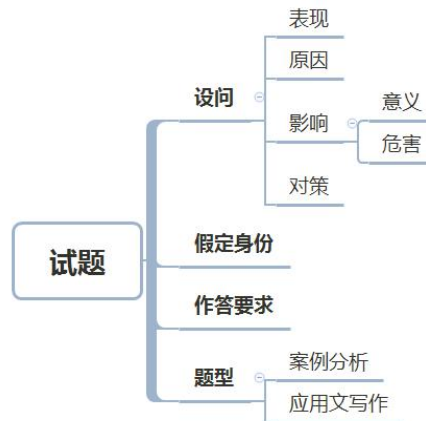 试题
设问
表现
原因
影响
意义
危害
对策
假定身份
作答要求
题型
案例分析
应用文写作